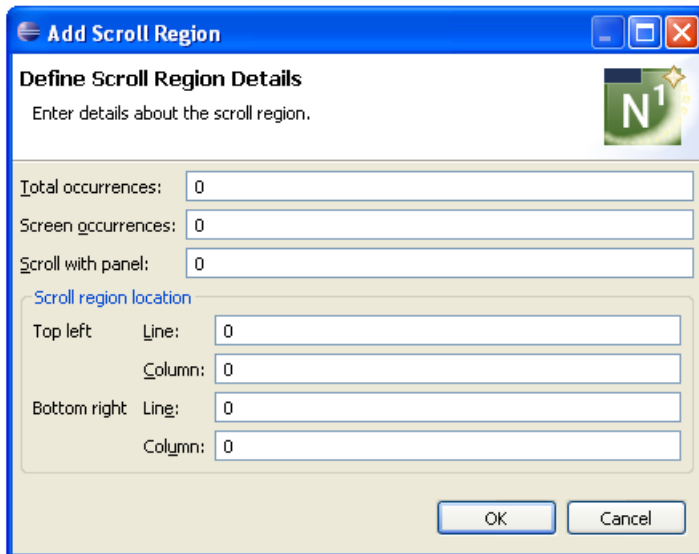 Add Scroll Region
Define Scroll Region Details
Enter details about the scroll region.
N1
Total occurrences: 0
Screen occurrences: 0
Scroll with panel: 0
Scroll region location
Top left Line: 0
Column: 0
Bottom right Line: 0
Column: 0
OK Cancel